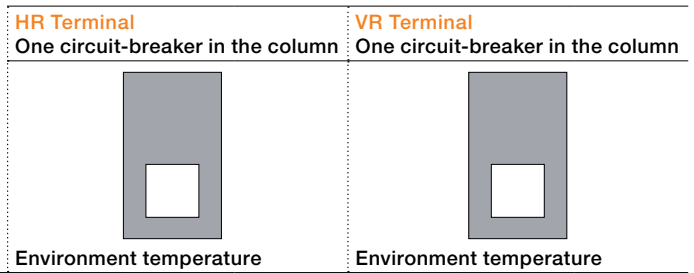 HR Terminal
One circuit-breaker in the column
Environment temperature
VR Terminal
One circuit-breaker in the column
Environment temperature